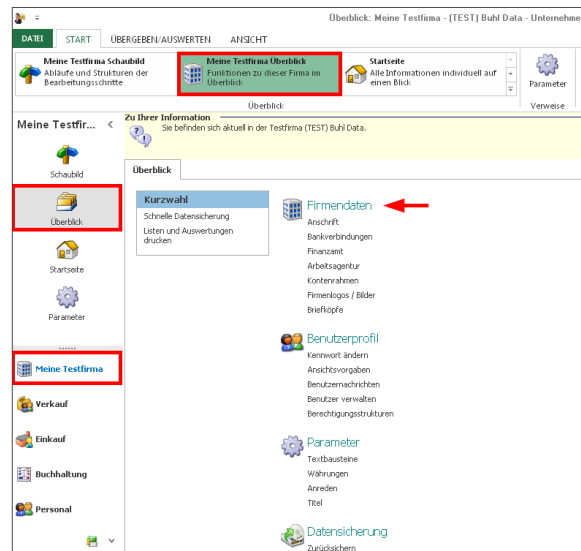 Überblick: Meine Testfirma - (TEST) Buhl Data - Unternehme
DATEI START ÜBERGEBEN/AUSWERTEN ANSICHT
Meine Testfirma Schaubild
Abläufe und Strukturen der
Bearbeitungsschritte
Meine Testfirma Überblick
Funktionen zu dieser Firma im
Überblick
Startseite
Alle Informationen individuell auf
einen Blick
Parameter
Überblick
Verweise
Meine Testfir... <
Zu Ihrer Information
Sie befinden sich aktuell in der Testfirma (TEST) Buhl Data.
Schaubild
Überblick
Startseite
Parameter
Meine Testfirma
Verkauf
Einkauf
Buchhaltung
Personal
Überblick
Kurzwahl
Schnelle Datensicherung
Listen und Auswertungen
drucken
Firmendaten
Anschrift
Bankverbindungen
Finanzamt
Arbeitsagentur
Kontenrahmen
Firmenlogos / Bilder
Briefköpfe
Benutzerprofil
Kennwort ändern
Ansichtsvorgaben
Benutzernachrichten
Benutzer verwalten
Berechtigungsstrukturen
Parameter
Textbausteine
Währungen
Anreden
Titel
Datensicherung
Zurücksichern